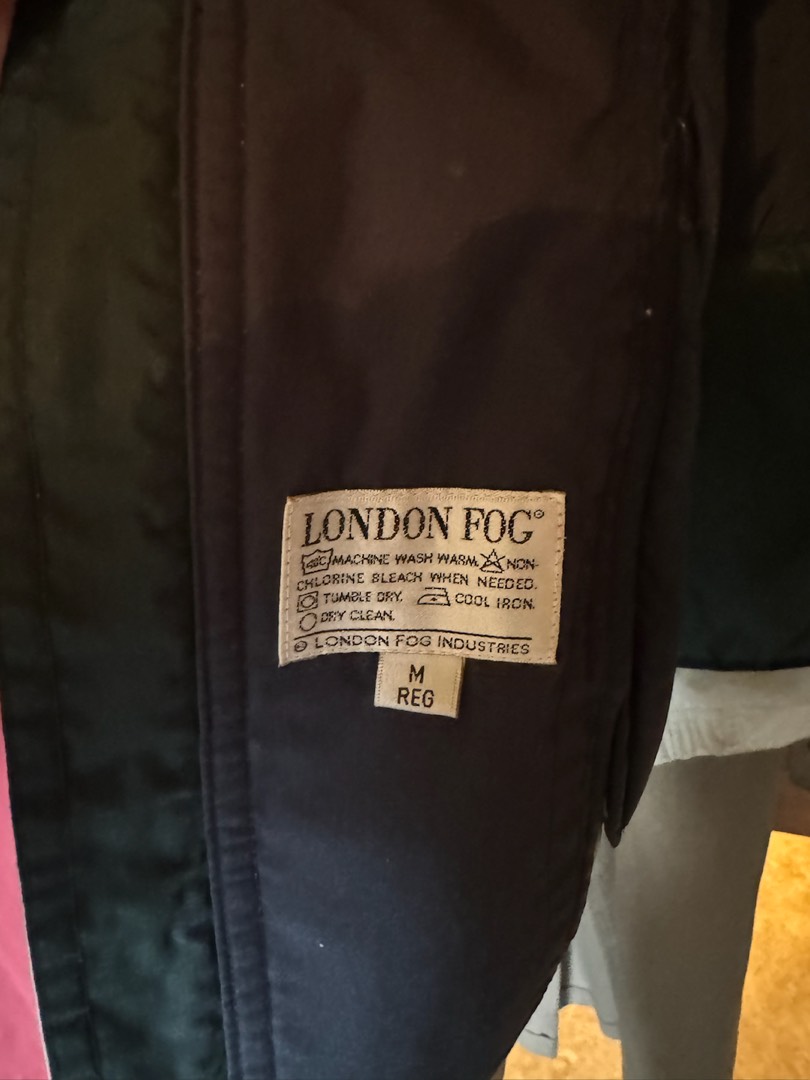 LONDON FOG®
MACHINE WASH WARM. NON-
CHLORINE BLEACH WHEN NEEDED.
TUMBLE DRY. COOL IRON.
DRY CLEAN.
© LONDON FOG INDUSTRIES
M
REG